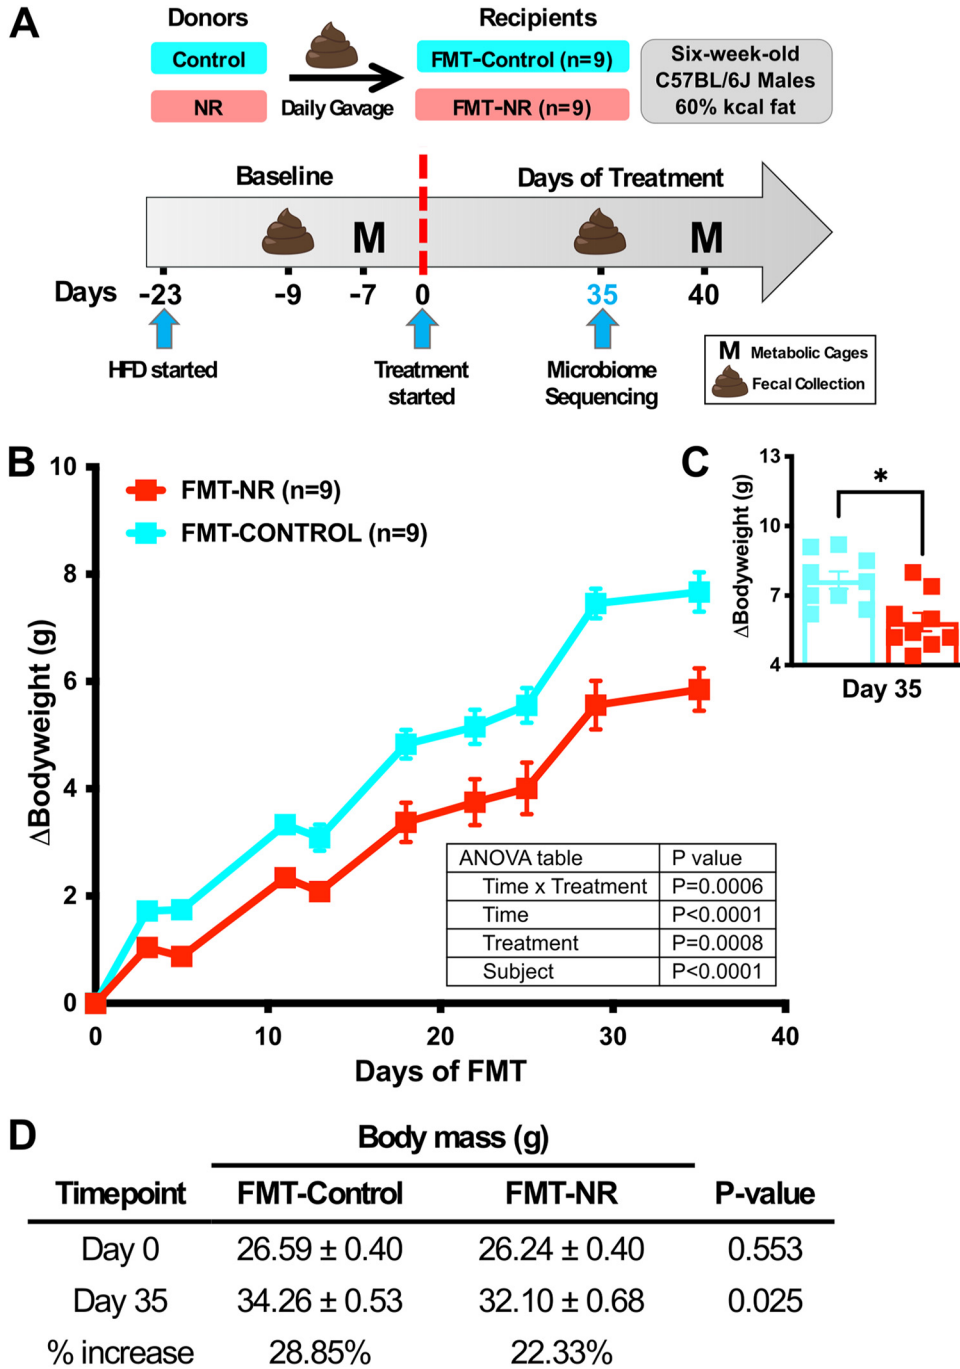 A
Donors
Recipients
Control
FMT-Control (n=9)
Six-week-old
C57BL/6J Males
60% kcal fat
Daily Gavage
NR
FMT-NR (n=9)
Baseline
Days of Treatment
M
M
Days
-23
-9
-7
0
35
40
HFD started
Treatment
started
Microbiome
Sequencing
M Metabolic Cages
Fecal Collection
B
10
8
6
4
2
0
ΔBodyweight (g)
FMT-NR (n=9)
FMT-CONTROL (n=9)
ANOVA table P value
Time x Treatment P=0.0006
Time P<0.0001
Treatment P=0.0008
Subject P<0.0001
0 10 20 30 40
Days of FMT
C
13
10
7
4
ΔBodyweight (g)
*
Day 35
D
Body mass (g)
Timepoint FMT-Control FMT-NR P-value
Day 0 26.59 ± 0.40 26.24 ± 0.40 0.553
Day 35 34.26 ± 0.53 32.10 ± 0.68 0.025
% increase 28.85% 22.33%